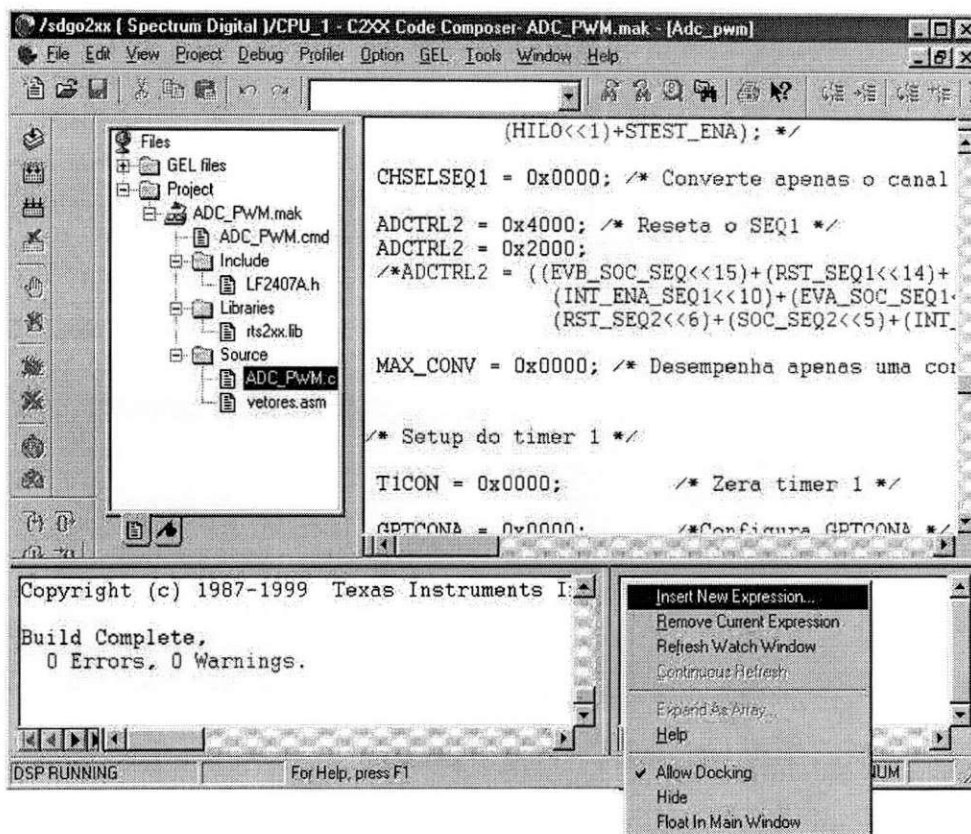 /sdgo2xx [ Spectrum Digital ]/CPU_1 - C2XX Code Composer- ADC_PWM.mak - [Adc_pwm]
File Edit View Project Debug Profiler Option GEL Tools Window Help
Files
GEL files
Project
ADC_PWM.mak
ADC_PWM.cmd
Include
LF2407A.h
Libraries
rts2xx.lib
Source
ADC_PWM.c
vetores.asm
(HILO<<1)+STEST_ENA); */
CHSELSEQ1 = 0x0000; /* Converte apenas o canal
ADCTRL2 = 0x4000; /* Reseta o SEQ1 */
ADCTRL2 = 0x2000;
/*ADCTRL2 = ((EVB_SOC_SEQ<<15)+(RST_SEQ1<<14)+
(INT_ENA_SEQ1<<10)+(EVA_SOC_SEQ1<
(RST_SEQ2<<6)+(SOC_SEQ2<<5)+(INT_
MAX_CONV = 0x0000; /* Desempenha apenas uma con
/* Setup do timer 1 */
T1CON = 0x0000; /* Zera timer 1 */
GPTCONA = 0x0000; /*Configura GPTCONA */
Copyright (c) 1987-1999 Texas Instruments I
Build Complete,
0 Errors, 0 Warnings.
Insert New Expression...
Remove Current Expression
Refresh Watch Window
Continuous Refresh
Expand As Array...
Help
Allow Docking
Hide
Float In Main Window
DSP RUNNING
For Help, press F1
NUM